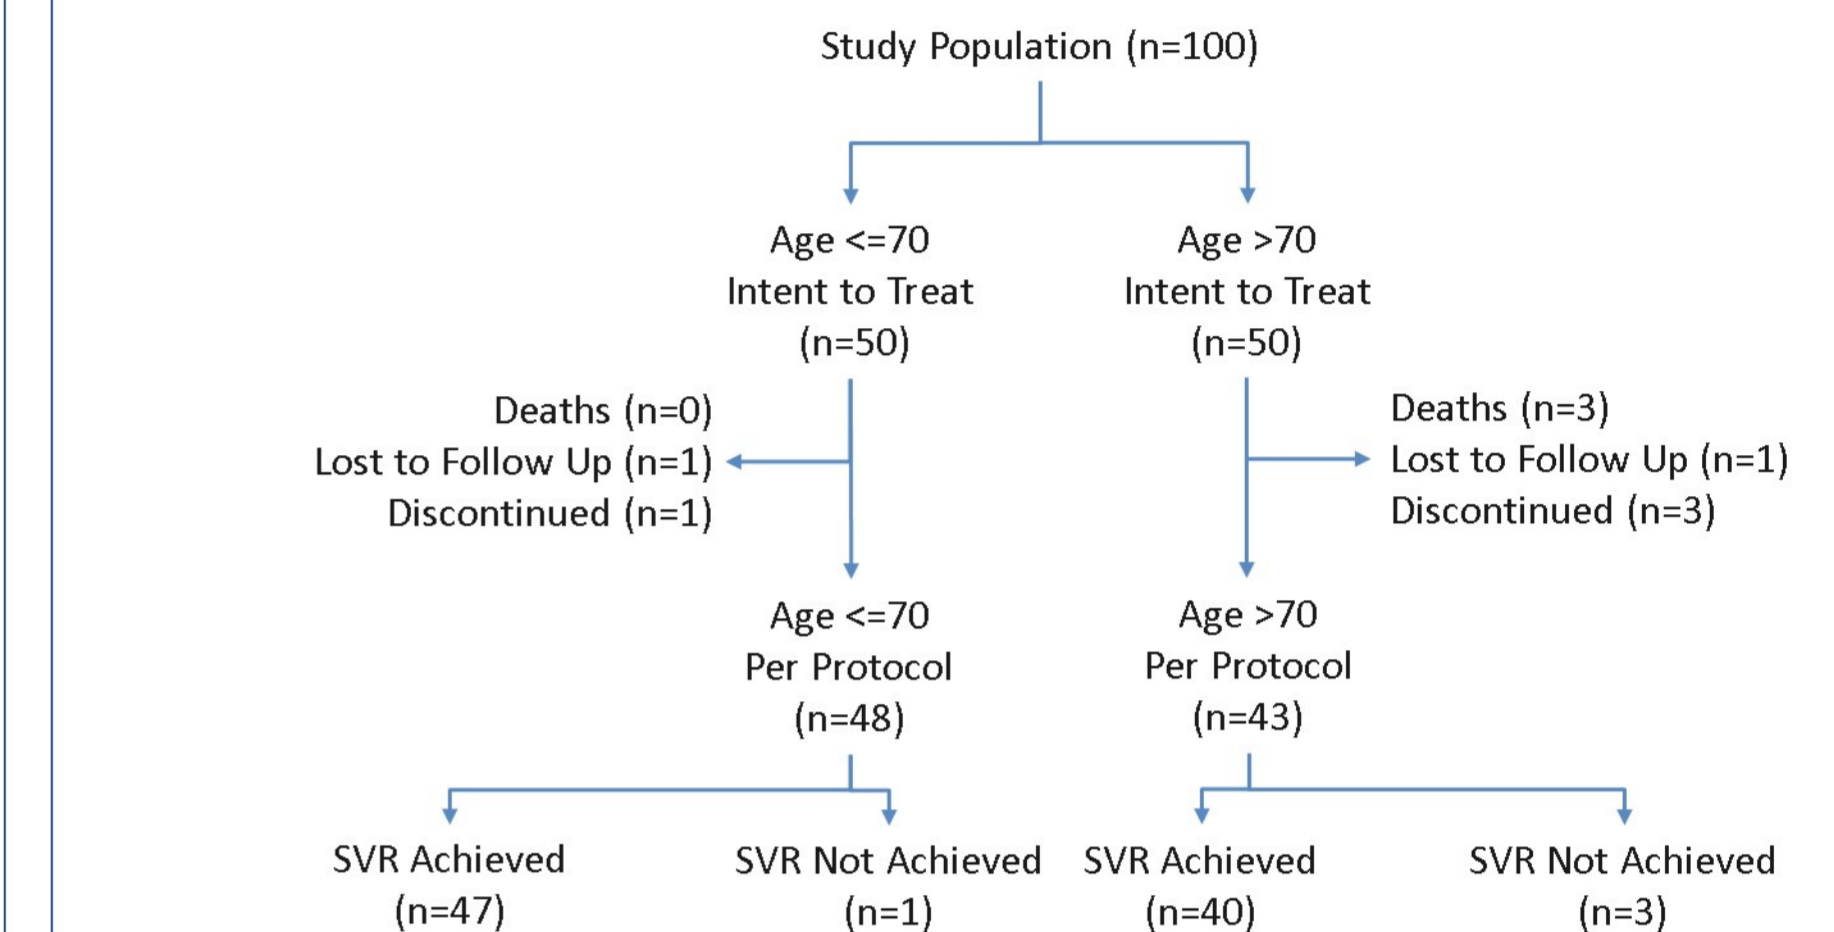 Study Population (n=100)
Age <=70
Intent to Treat
(n=50)
Age >70
Intent to Treat
(n=50)
Deaths (n=0)
Lost to Follow Up (n=1)
Discontinued (n=1)
Deaths (n=3)
Lost to Follow Up (n=1)
Discontinued (n=3)
Age <=70
Per Protocol
(n=48)
Age >70
Per Protocol
(n=43)
SVR Achieved
(n=47)
SVR Not Achieved
(n=1)
SVR Achieved
(n=40)
SVR Not Achieved
(n=3)